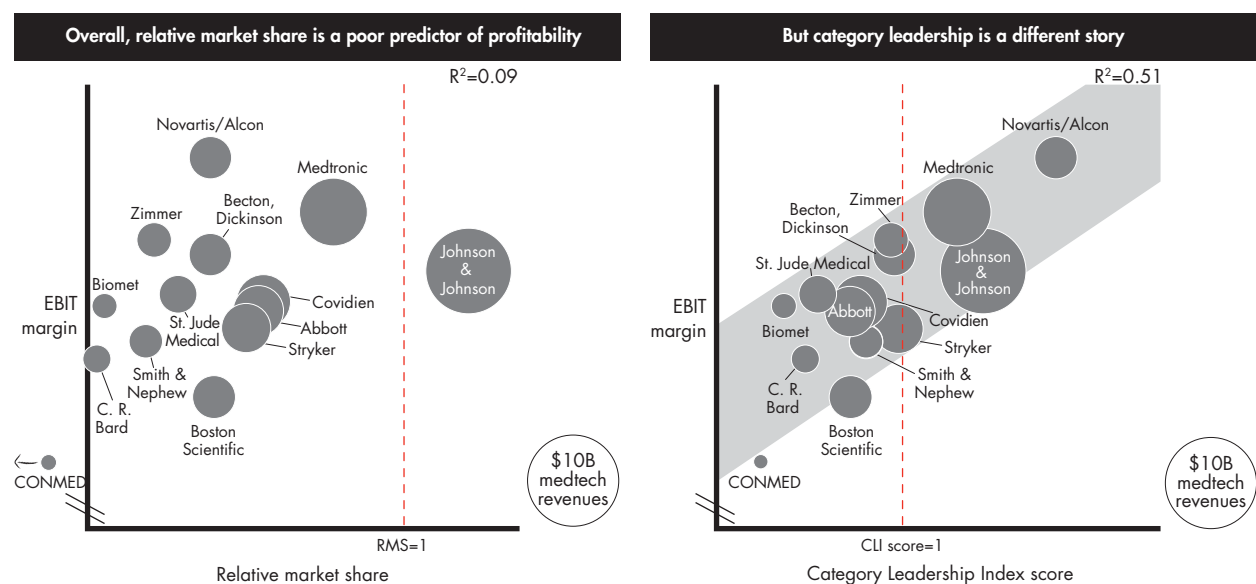 Overall, relative market share is a poor predictor of profitability
R²=0.09
Novartis/Alcon
Medtronic
Becton,
Dickinson
Zimmer
Johnson
&
Johnson
Biomet
EBIT
margin
Covidien
St. Jude
Medical
Abbott
Stryker
Smith &
Nephew
C. R.
Bard
Boston
Scientific
CONMED
$10B
medtech
revenues
RMS=1
Relative market share
But category leadership is a different story
R²=0.51
Novartis/Alcon
Medtronic
Zimmer
Becton,
Dickinson
St. Jude Medical
Johnson
&
Johnson
EBIT
margin
Abbott
Covidien
Biomet
Stryker
Smith &
Nephew
C. R.
Bard
Boston
Scientific
CONMED
$10B
medtech
revenues
CLI score=1
Category Leadership Index score